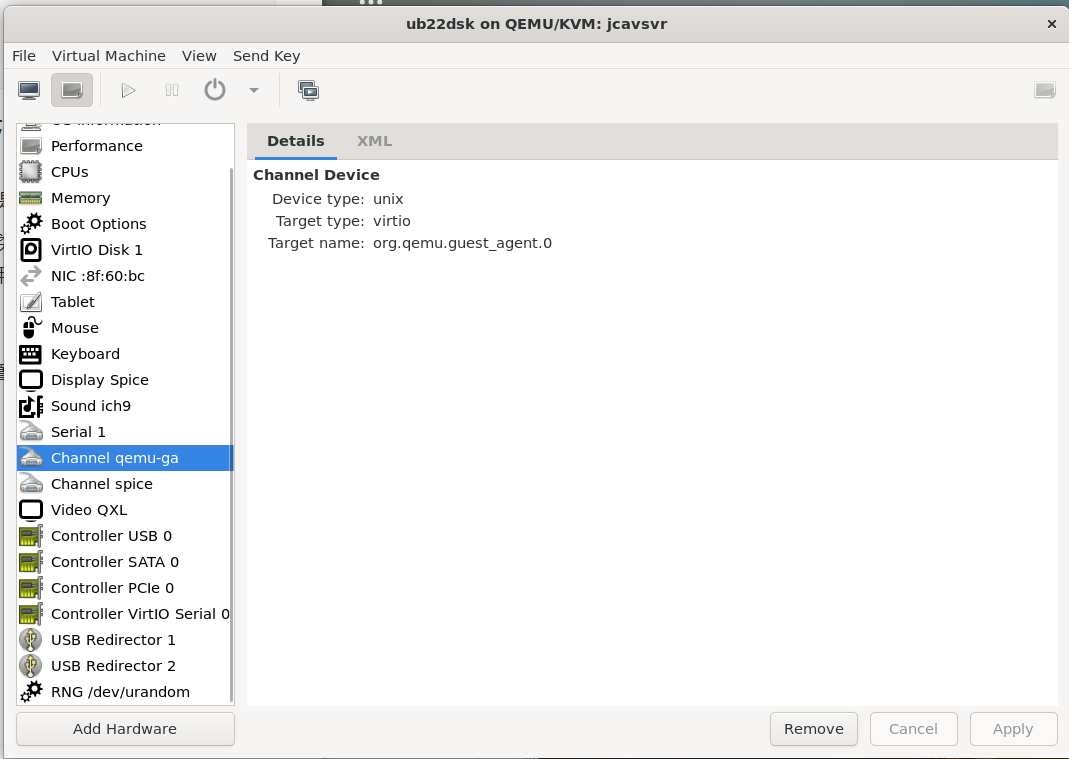 ub22dsk on QEMU/KVM: jcavsvr
×
File Virtual Machine View Send Key
Performance
CPUs
Memory
Boot Options
VirtIO Disk 1
NIC :8f:60:bc
Tablet
Mouse
Keyboard
Display Spice
Sound ich9
Serial 1
Channel qemu-ga
Channel spice
Video QXL
Controller USB 0
Controller SATA 0
Controller PCIe 0
Controller VirtIO Serial 0
USB Redirector 1
USB Redirector 2
RNG /dev/urandom
Add Hardware
Details XML
Channel Device
Device type: unix
Target type: virtio
Target name: org.qemu.guest_agent.0
Remove Cancel Apply